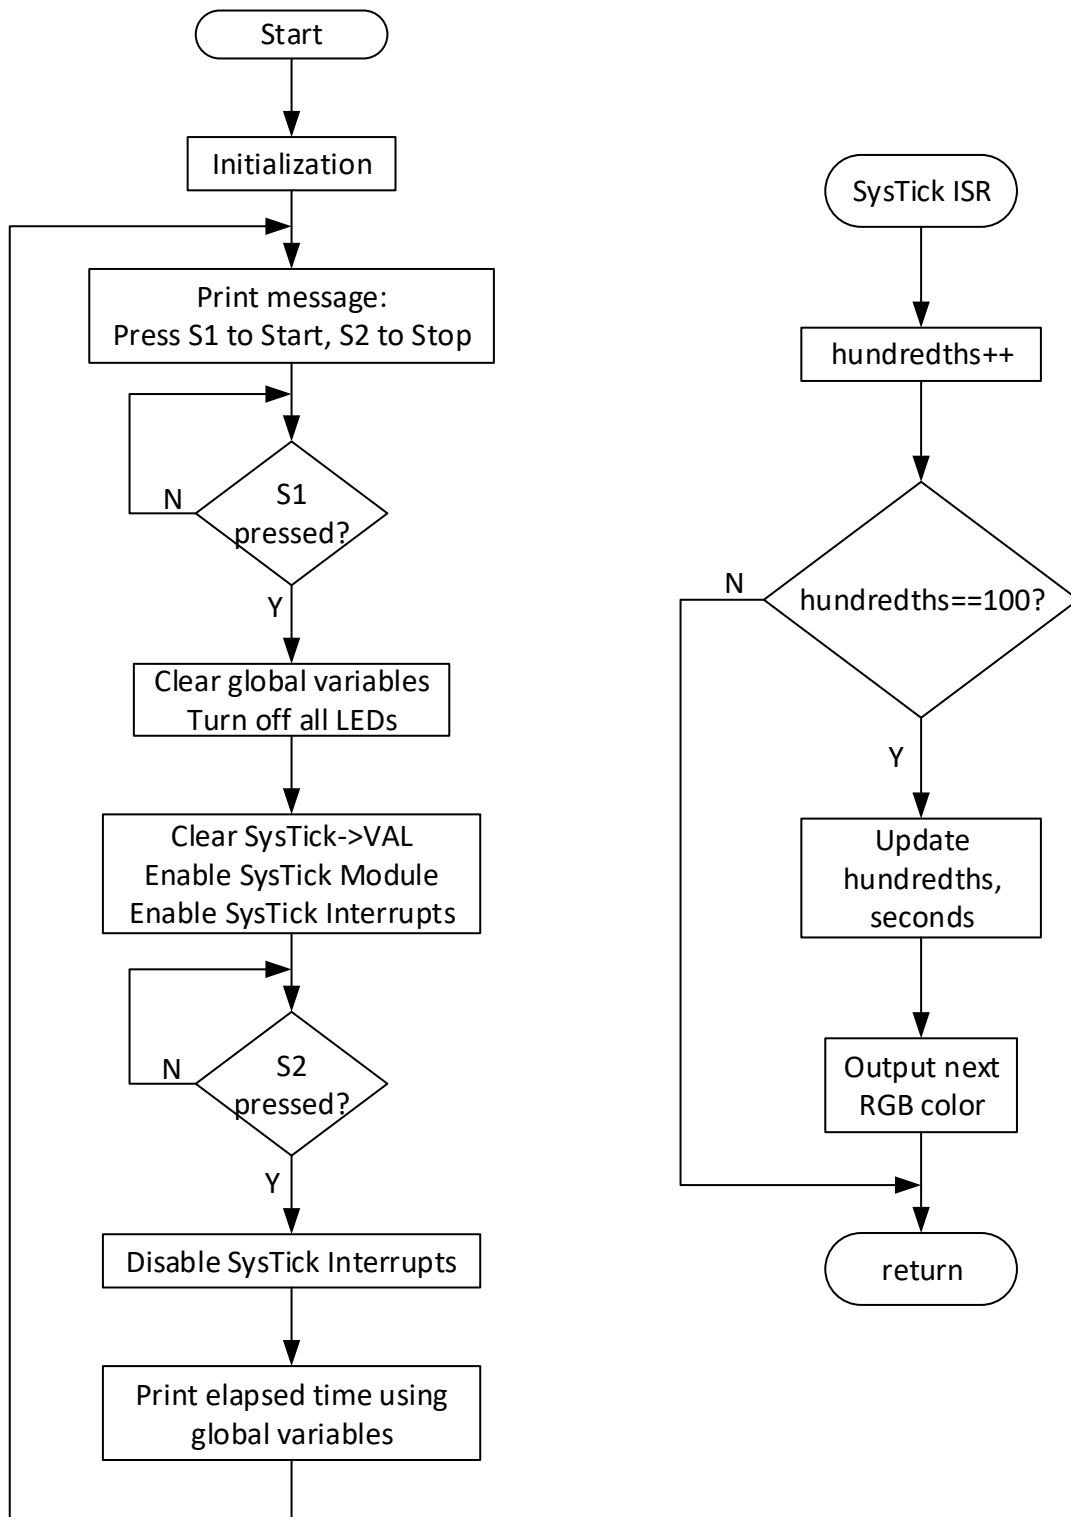 Start
Initialization
Print message:
Press S1 to Start, S2 to Stop
S1
pressed?
N
Y
Clear global variables
Turn off all LEDs
Clear SysTick->VAL
Enable SysTick Module
Enable SysTick Interrupts
S2
pressed?
N
Y
Disable SysTick Interrupts
Print elapsed time using
global variables
SysTick ISR
hundredths++
hundredths==100?
N
Y
Update
hundredths,
seconds
Output next
RGB color
return